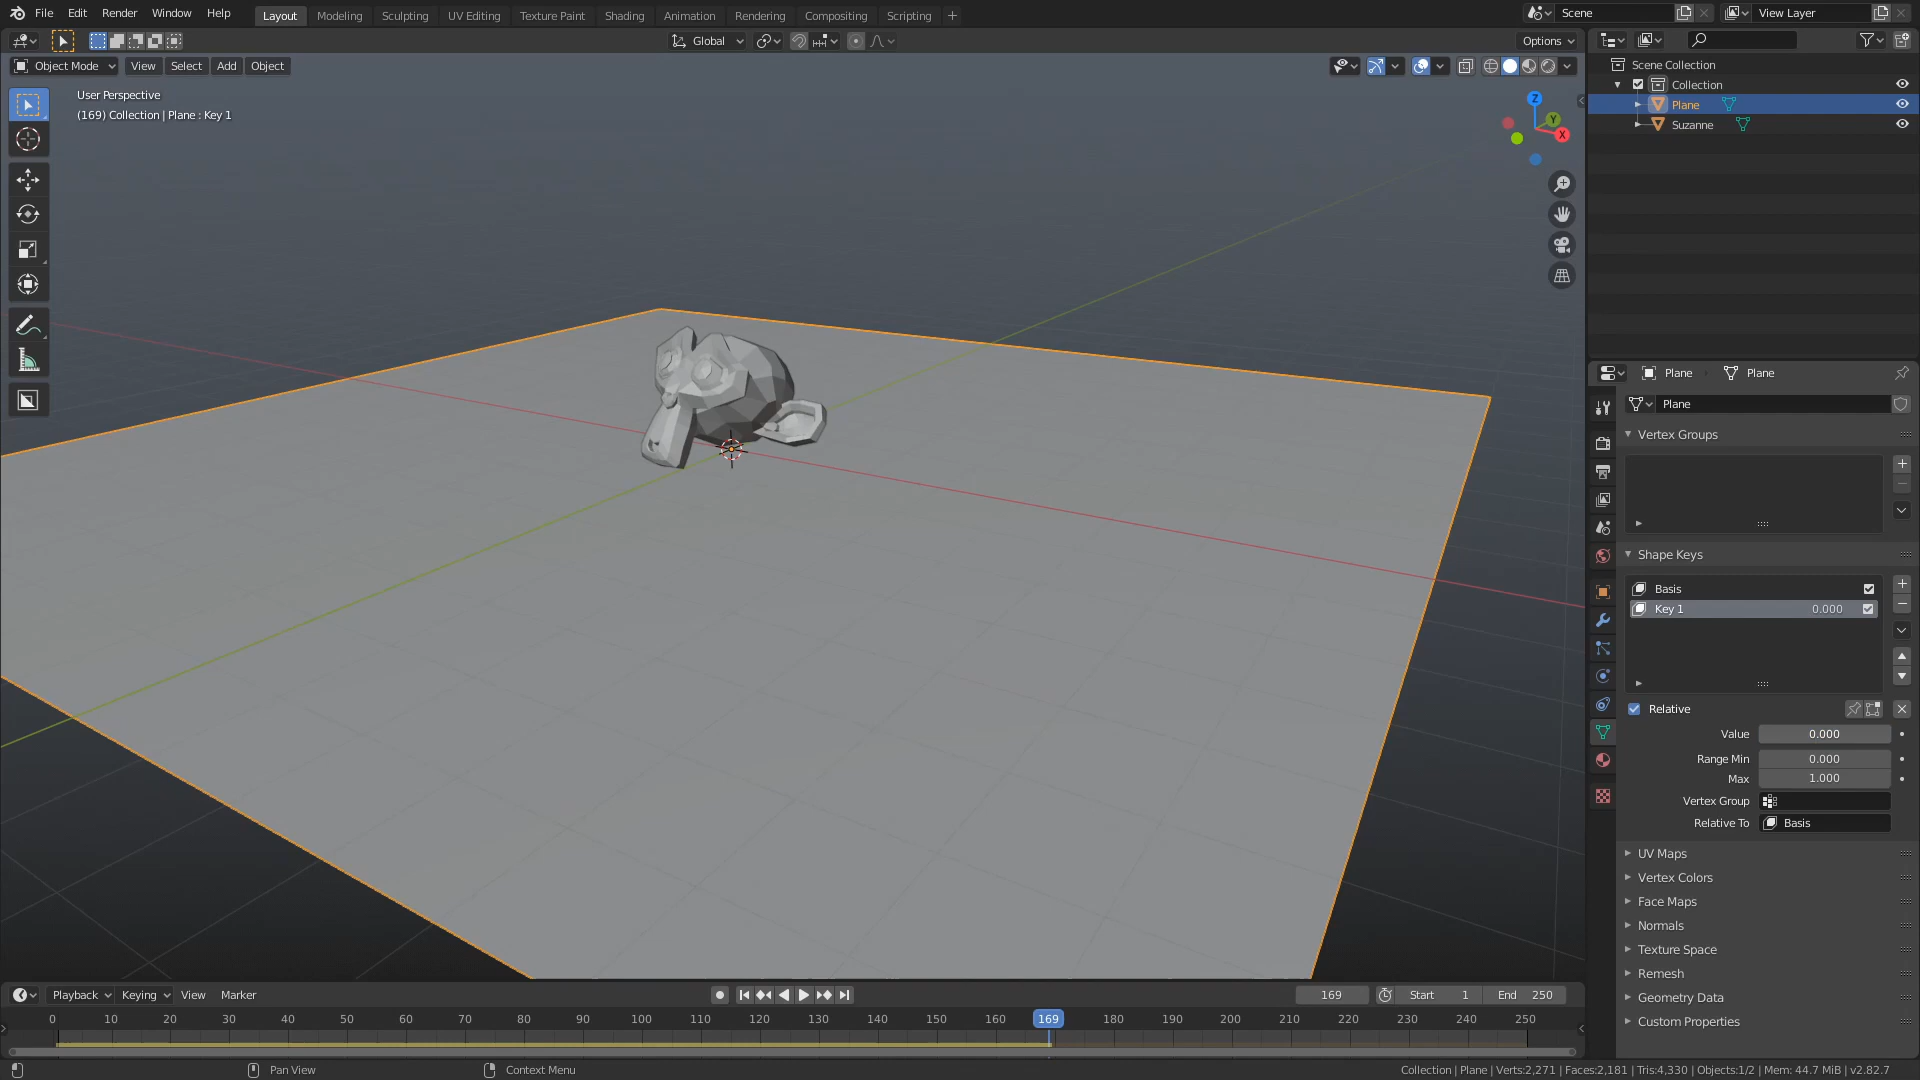 File Edit Render Window Help Layout Modeling Sculpting UV Editing Texture Paint Shading Animation Rendering Compositing Scripting + Scene View Layer
Global Options
Object Mode View Select Add Object
User Perspective
(169) Collection | Plane : Key 1
Z
Y
X
Scene Collection
Collection
Plane
Suzanne
Plane Plane
Plane
Vertex Groups
Shape Keys
Basis
Key 1 0.000
Relative
Value 0.000
Range Min 0.000
Max 1.000
Vertex Group
Relative To Basis
UV Maps
Vertex Colors
Face Maps
Normals
Texture Space
Remesh
Geometry Data
Custom Properties
Playback Keying View Marker 169 Start 1 End 250
0 10 20 30 40 50 60 70 80 90 100 110 120 130 140 150 160 169 180 190 200 210 220 230 240 250
Pan View Context Menu Collection | Plane | Verts:2,271 | Faces:2,181 | Tris:4,330 | Objects:1/2 | Mem: 44.7 MiB | v2.82.7